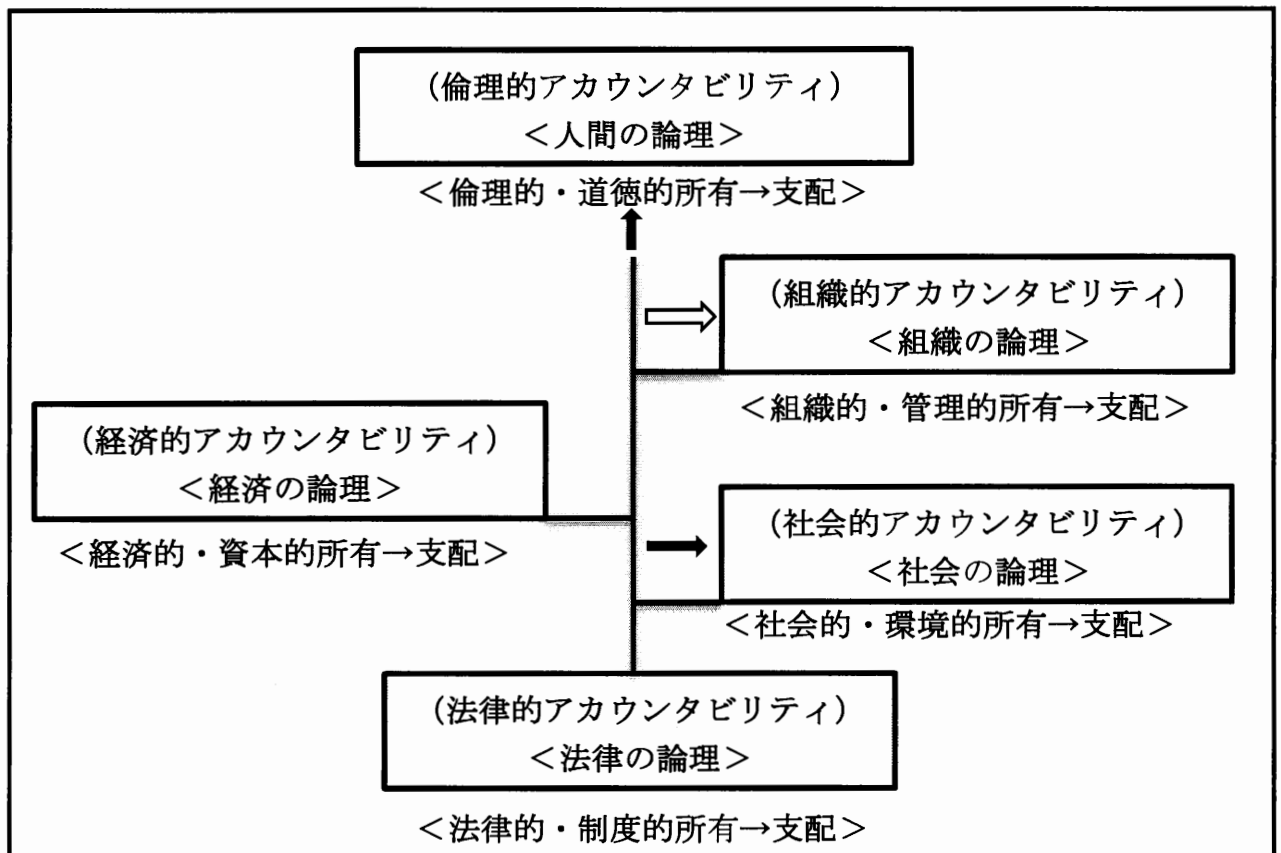 （倫理的アカウンタビリティ）
＜人間の論理＞
＜倫理的・道徳的所有→支配＞
（組織的アカウンタビリティ）
＜組織の論理＞
＜組織的・管理的所有→支配＞
（経済的アカウンタビリティ）
＜経済の論理＞
＜経済的・資本的所有→支配＞
（社会的アカウンタビリティ）
＜社会の論理＞
＜社会的・環境的所有→支配＞
（法律的アカウンタビリティ）
＜法律の論理＞
＜法律的・制度的所有→支配＞